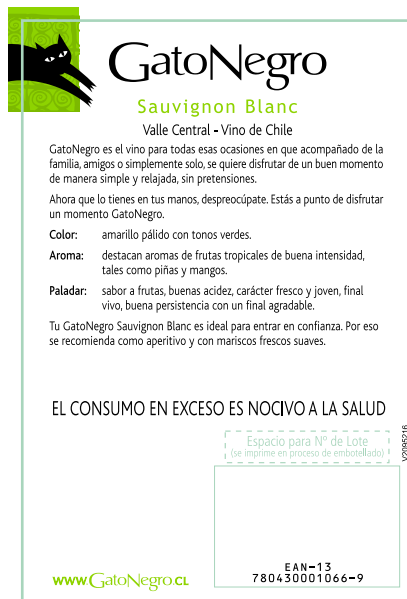 GatoNegro
Sauvignon Blanc
Valle Central - Vino de Chile
GatoNegro es el vino para todas esas ocasiones en que acompañado de la
familia, amigos o simplemente solo, se quiere disfrutar de un buen momento
de manera simple y relajada, sin pretensiones.
Ahora que lo tienes en tus manos, despreocúpate. Estás a punto de disfrutar
un momento GatoNegro.
Color: amarillo pálido con tonos verdes.
Aroma: destacan aromas de frutas tropicales de buena intensidad,
tales como piñas y mangos.
Paladar: sabor a frutas, buenas acidez, carácter fresco y joven, final
vivo, buena persistencia con un final agradable.
Tu GatoNegro Sauvignon Blanc es ideal para entrar en confianza. Por eso
se recomienda como aperitivo y con mariscos frescos suaves.
EL CONSUMO EN EXCESO ES NOCIVO A LA SALUD
Espacio para Nº de Lote
(se imprime en proceso de embotellado)
V2095216
EAN-13
780430001066-9
www.GatoNegro.CL